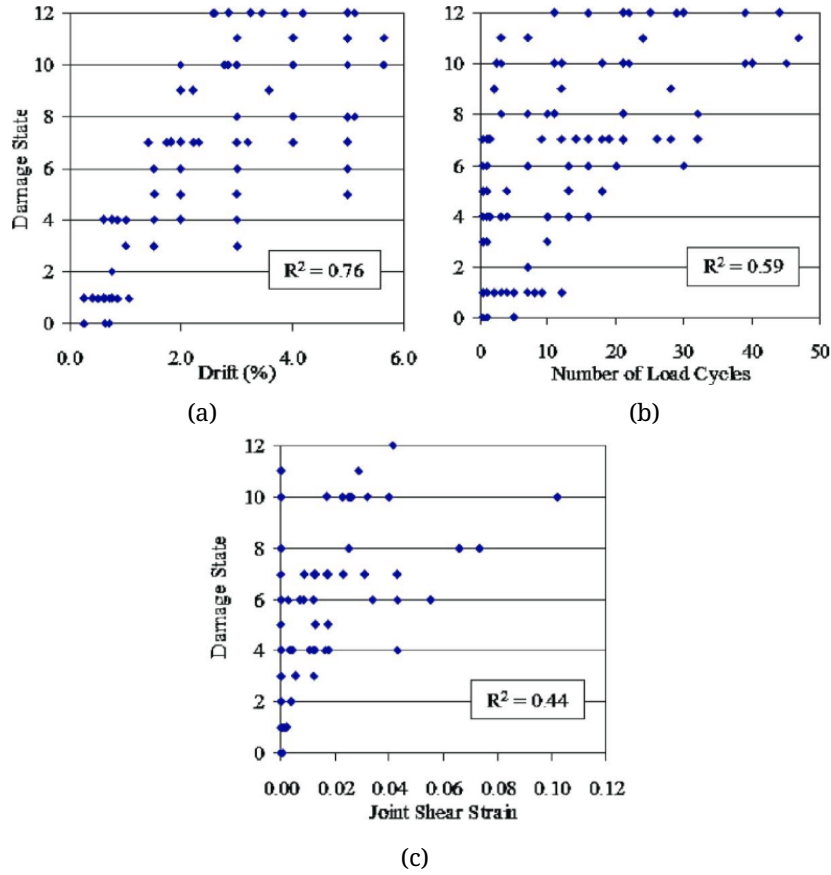 12
10
8
6
4
2
0
Damage State
R² = 0.76
0.0 2.0 4.0 6.0
Drift (%)
(a)
12
10
8
6
4
2
0
R² = 0.59
0 10 20 30 40 50
Number of Load Cycles
(b)
12
10
8
6
4
2
0
Damage State
R² = 0.44
0.00 0.02 0.04 0.06 0.08 0.10 0.12
Joint Shear Strain
(c)